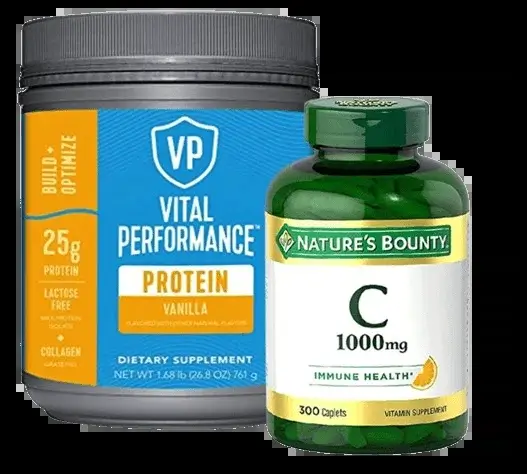 BUILD +
OPTIMIZE
25g
PROTEIN
LACTOSE
FREE
+
COLLAGEN
VP
VITAL
PERFORMANCE™
PROTEIN
VANILLA
DIETARY SUPPLEMENT
NET WT 1.68 lb (26.8 OZ) 761 g
NATURE'S BOUNTY®
C
1000mg
IMMUNE HEALTH*
300 Caplets
VITAMIN SUPPLEMENT